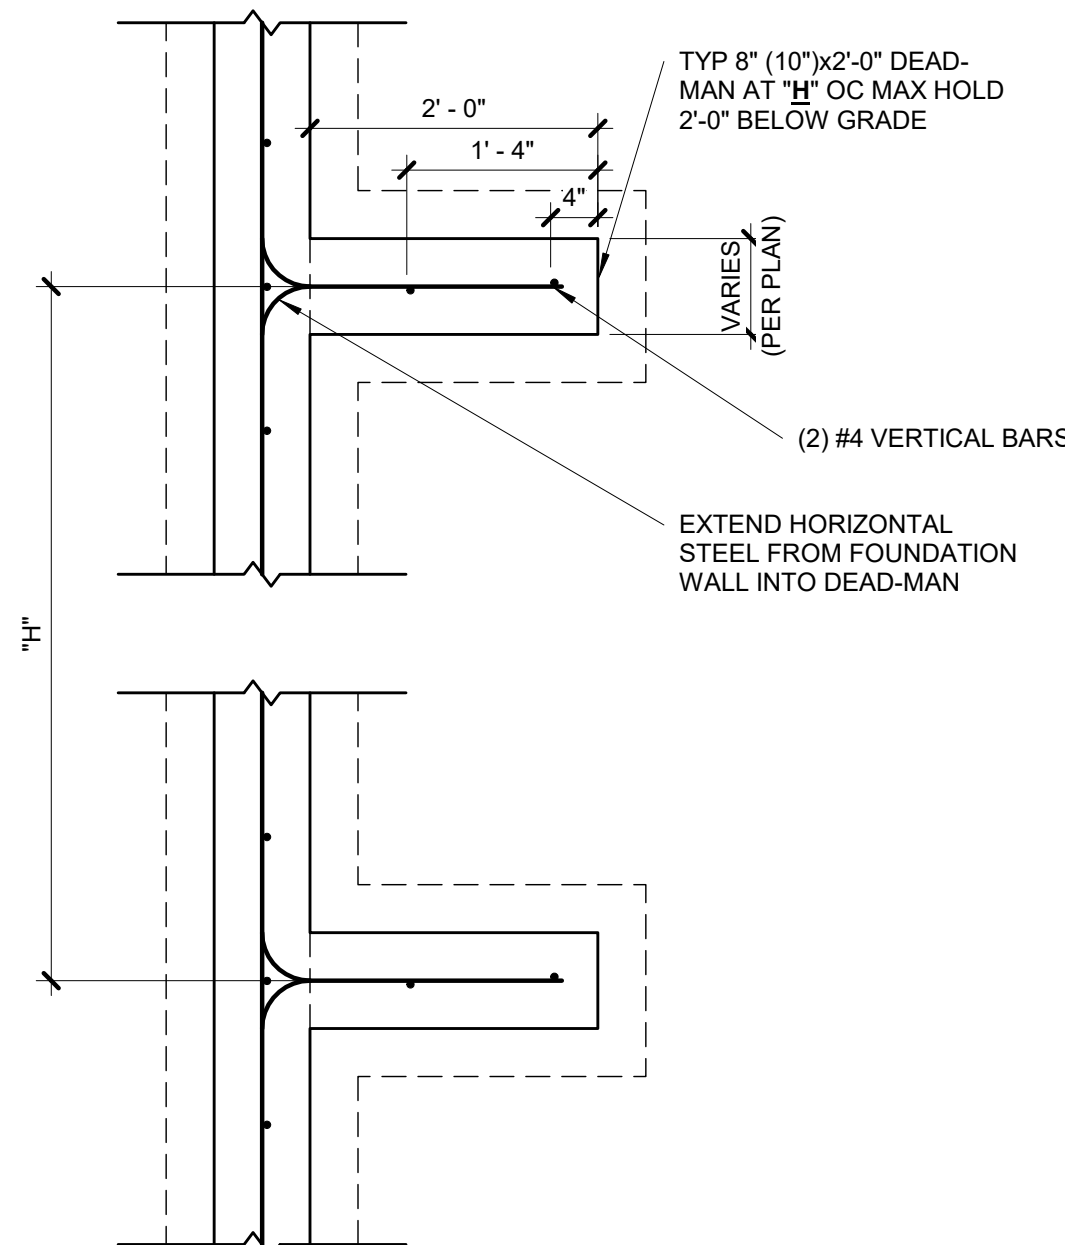 TYP 8" (10")x2'-0" DEAD-
MAN AT "H" OC MAX HOLD
2'-0" BELOW GRADE
2' - 0"
1' - 4"
4"
VARIES
(PER PLAN)
(2) #4 VERTICAL BARS
EXTEND HORIZONTAL
STEEL FROM FOUNDATION
WALL INTO DEAD-MAN
"H"